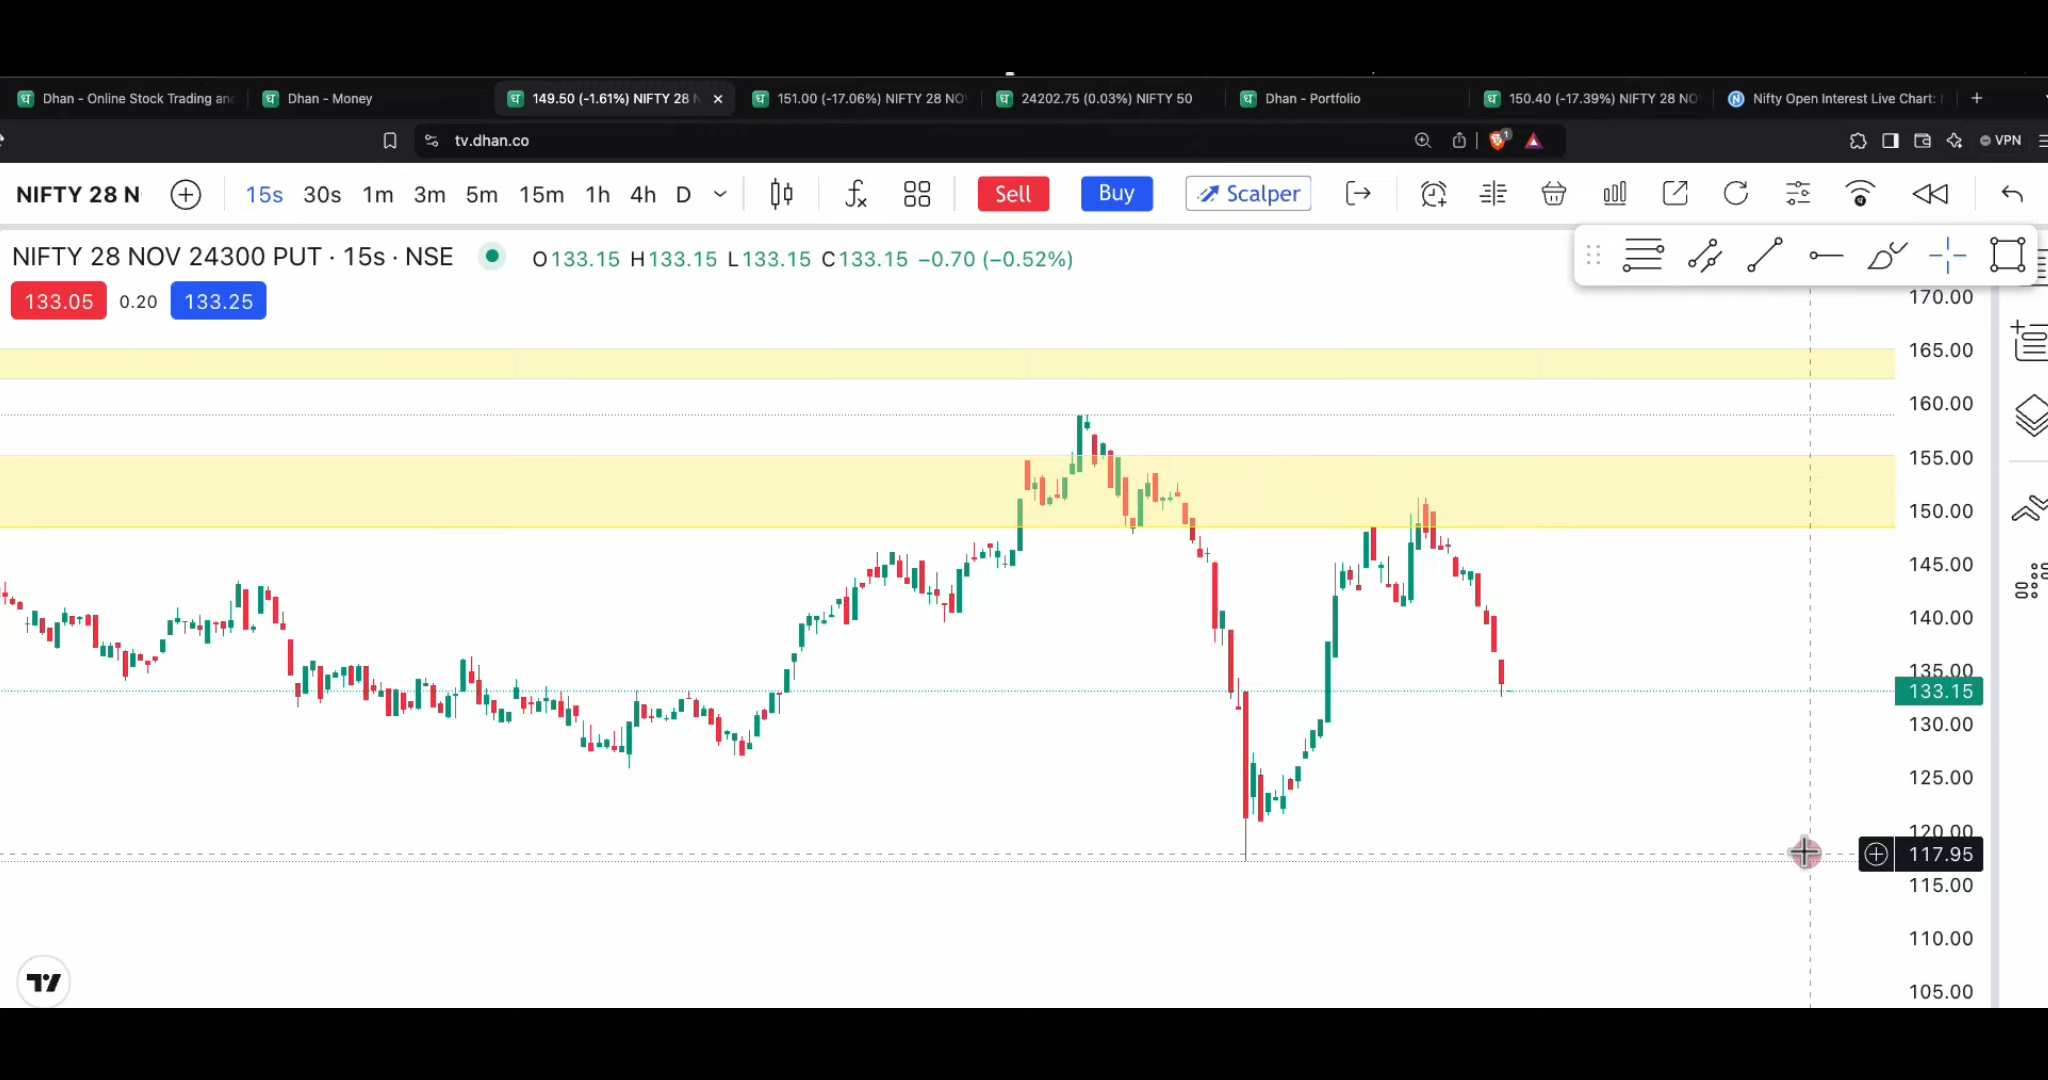 Dhan - Online Stock Trading an
Dhan - Money
149.50 (-1.61%) NIFTY 28
151.00 (-17.06%) NIFTY 28 NO
24202.75 (0.03%) NIFTY 50
Dhan - Portfolio
150.40 (-17.39%) NIFTY 28 NO
Nifty Open Interest Live Chart:
tv.dhan.co
1
VPN
NIFTY 28 N
15s 30s 1m 3m 5m 15m 1h 4h D
Sell
Buy
Scalper
NIFTY 28 NOV 24300 PUT · 15s · NSE
O133.15 H133.15 L133.15 C133.15 −0.70 (−0.52%)
133.05 0.20 133.25
170.00
165.00
160.00
155.00
150.00
145.00
140.00
135.00
133.15
130.00
125.00
120.00
117.95
115.00
110.00
105.00